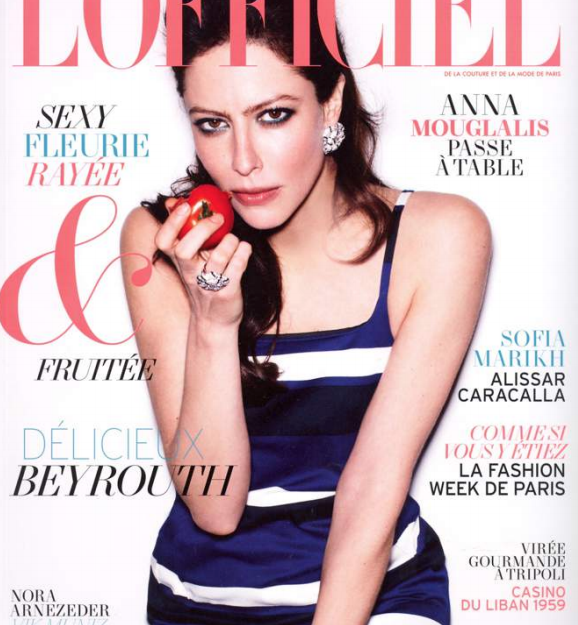 L'OFFICIEL
DE LA COUTURE ET DE LA MODE DE PARIS
SEXY
FLEURIE
RAYÉE
&
FRUITÉE
DÉLICIEUX
BEYROUTH
NORA
ARNEZEDER
VIK MUNIZ
ANNA
MOUGLALIS
PASSE
À TABLE
SOFIA
MARIKH
ALISSAR
CARACALLA
COMME SI
VOUS Y ÉTIEZ
LA FASHION
WEEK DE PARIS
VIRÉE
GOURMANDE
À TRIPOLI
CASINO
DU LIBAN 1959